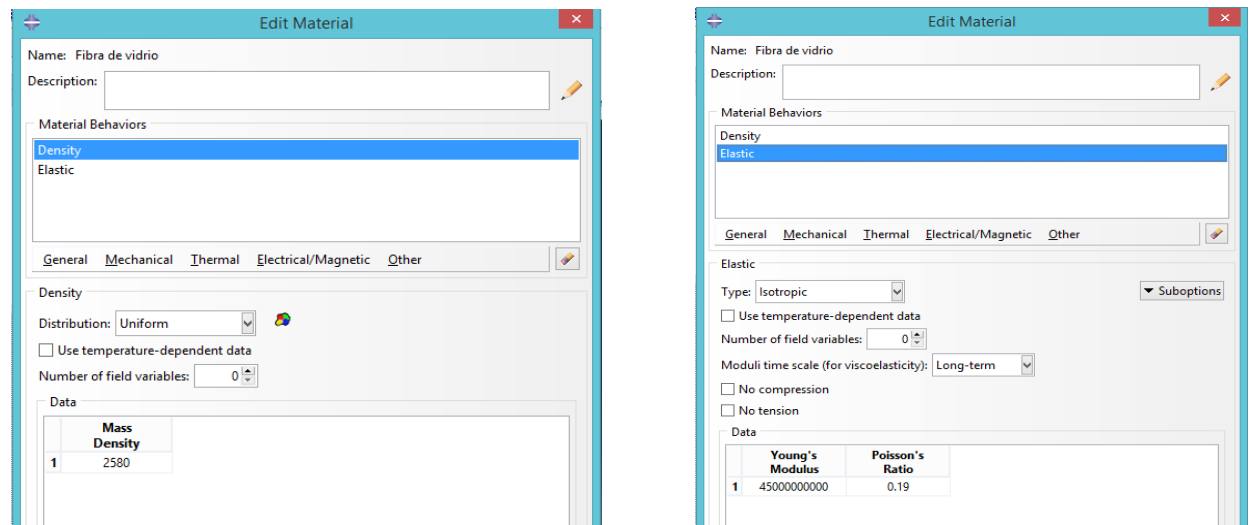 Edit Material
Name: Fibra de vidrio
Description:
Material Behaviors
Density
Elastic
General Mechanical Thermal Electrical/Magnetic Other
Density
Distribution: Uniform
Use temperature-dependent data
Number of field variables: 0
Data
Mass
Density
1 2580
Edit Material
Name: Fibra de vidrio
Description:
Material Behaviors
Density
Elastic
General Mechanical Thermal Electrical/Magnetic Other
Elastic
Type: Isotropic Suboptions
Use temperature-dependent data
Number of field variables: 0
Moduli time scale (for viscoelasticity): Long-term
No compression
No tension
Data
Young's Poisson's
Modulus Ratio
1 45000000000 0.19